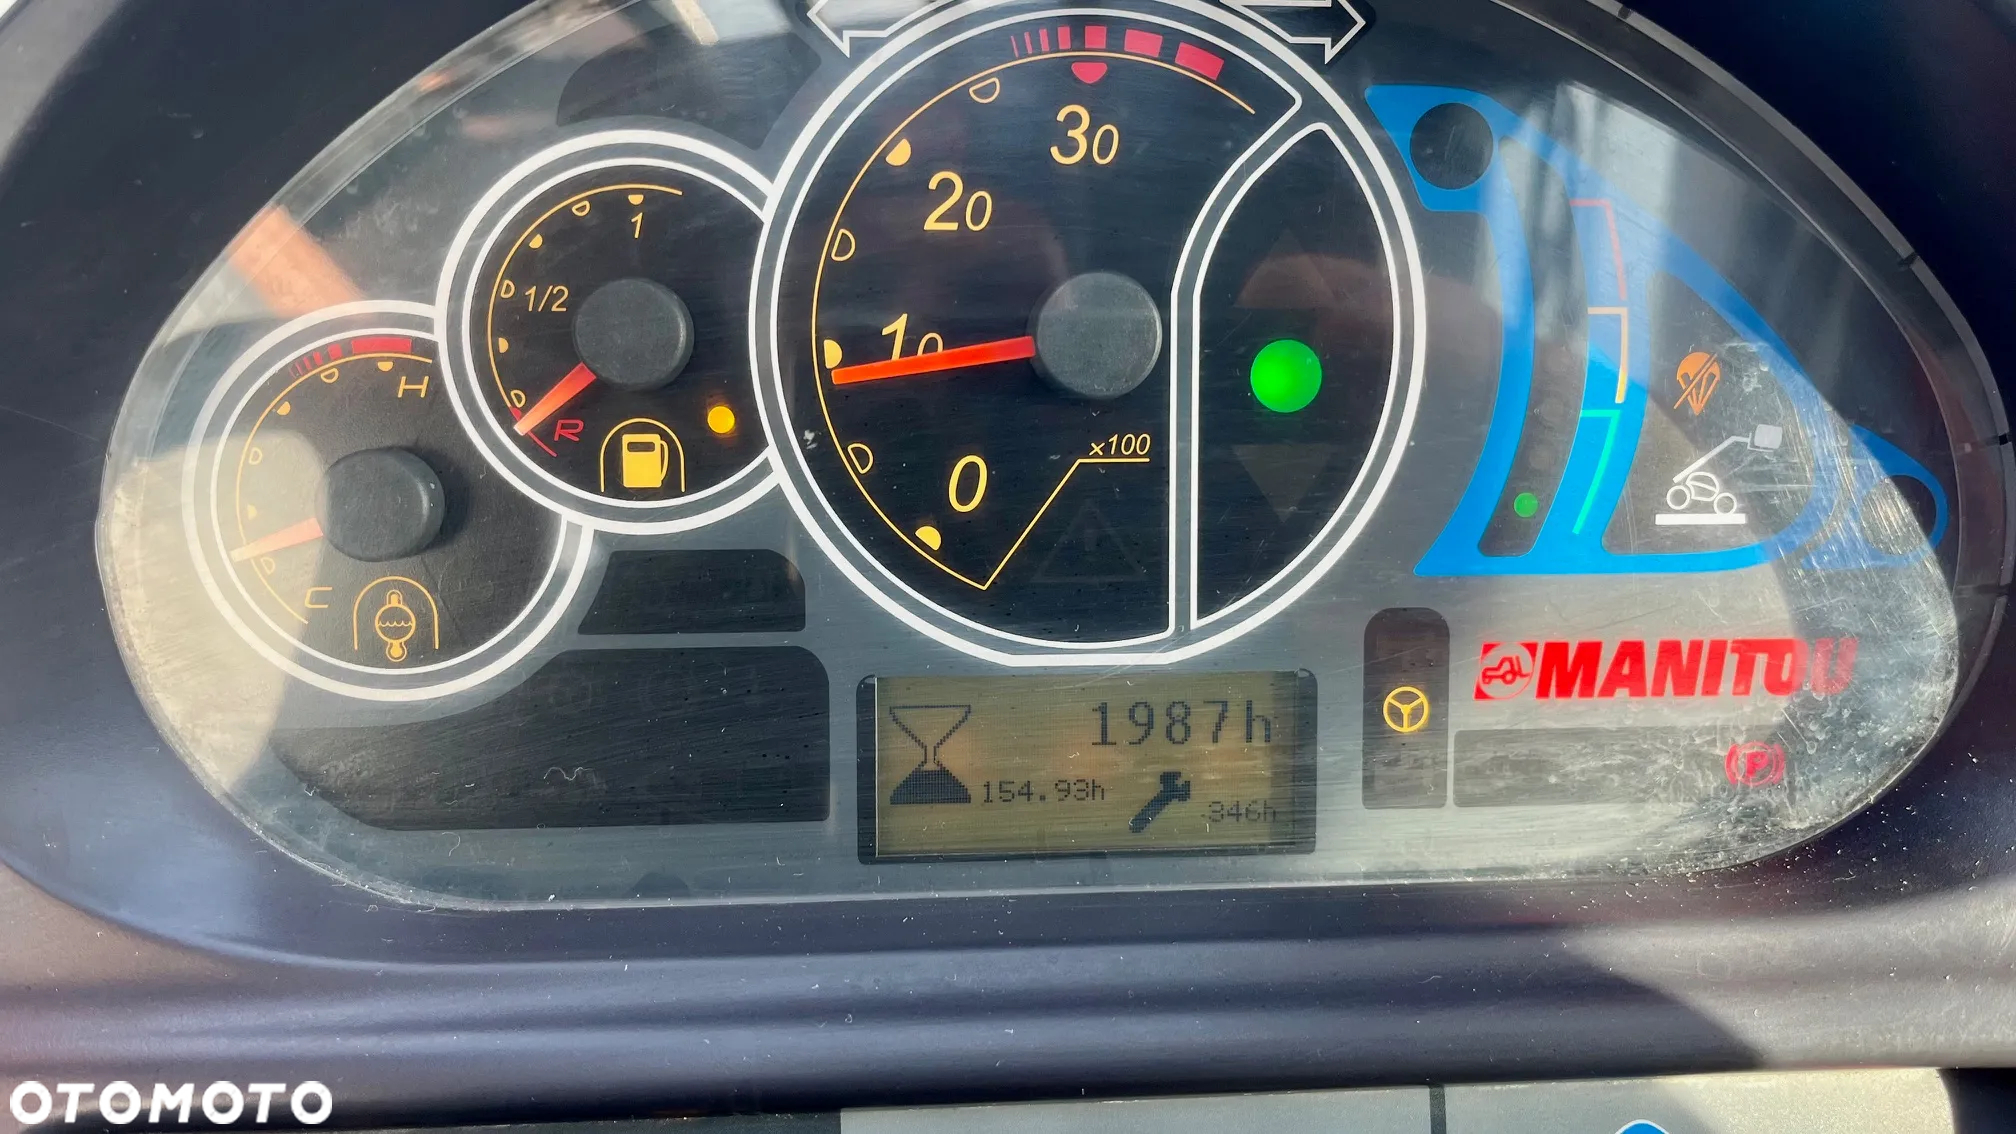 30
20
10
0
x100
1
1/2
R
H
C
1987h
154.93h
346h
MANITOU
P
OTOMOTO